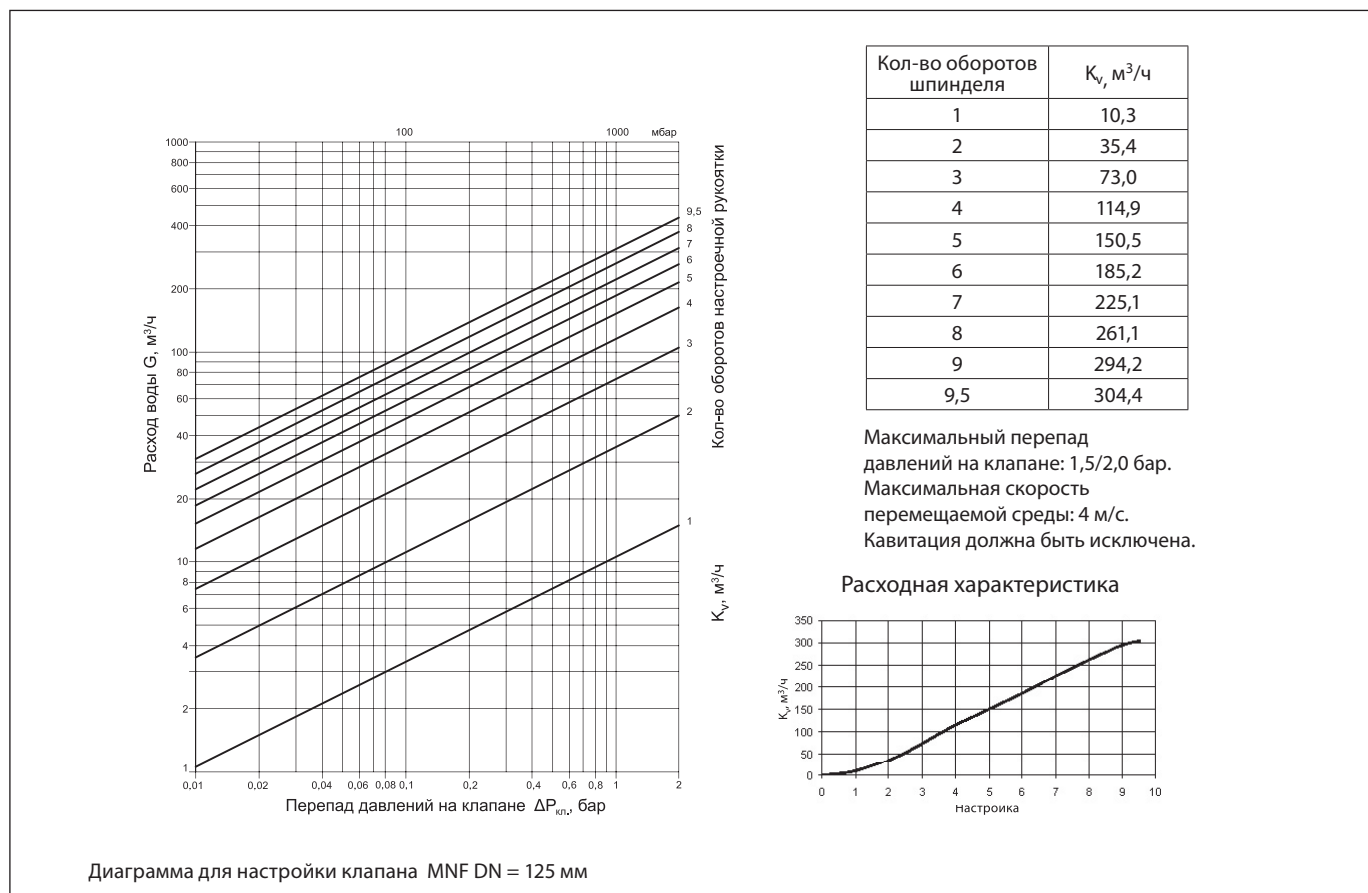 100 1000 мбар
1000
800
600
400
200
100
80
60
40
20
10
8
6
4
2
1
Расход воды G, м³/ч
0,01 0,02 0,04 0,06 0,08 0,1 0,2 0,4 0,6 0,8 1 2
Перепад давлений на клапане ΔPкл., бар
9,5
8
7
6
5
4
3
2
1
Кол-во оборотов настроечной рукоятки
Kv, м³/ч
Кол-во оборотов
шпинделя
Kv, м³/ч
1 10,3
2 35,4
3 73,0
4 114,9
5 150,5
6 185,2
7 225,1
8 261,1
9 294,2
9,5 304,4
Максимальный перепад
давлений на клапане: 1,5/2,0 бар.
Максимальная скорость
перемещаемой среды: 4 м/с.
Кавитация должна быть исключена.
Расходная характеристика
350
300
250
200
150
100
50
0
Kv, м³/ч
0 1 2 3 4 5 6 7 8 9 10
Настройка
Диаграмма для настройки клапана MNF DN = 125 мм